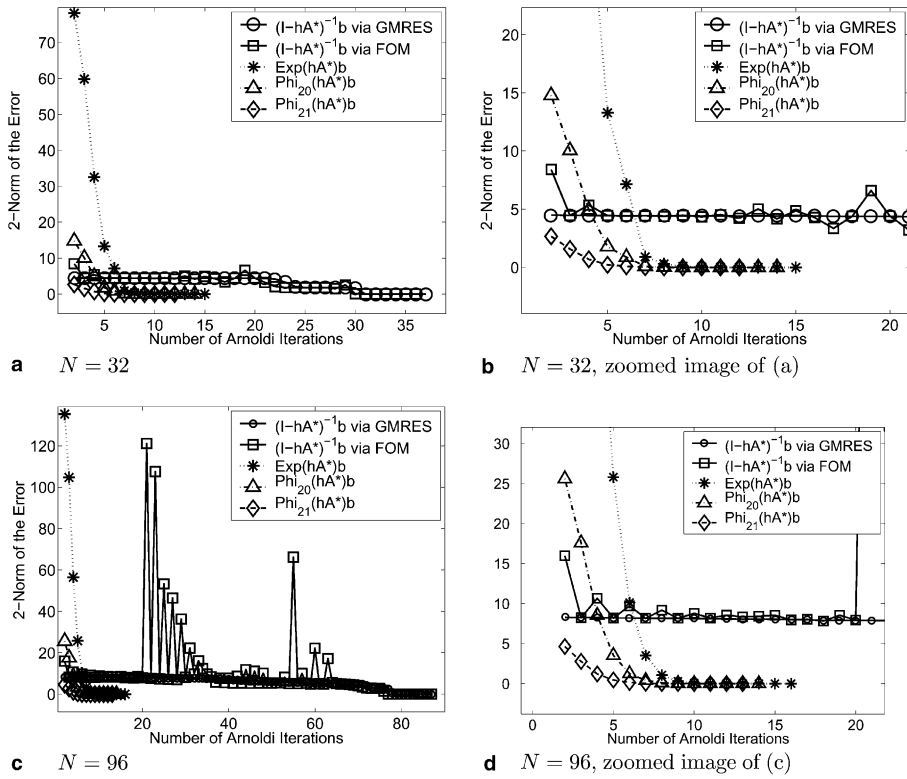 80
70
60
50
40
30
20
10
0
2−Norm of the Error
5 10 15 20 25 30 35
Number of Arnoldi Iterations
(I−hA*)⁻¹b via GMRES
(I−hA*)⁻¹b via FOM
Exp(hA*)b
Phi₂₀(hA*)b
Phi₂₁(hA*)b
a N = 32
20
15
10
5
0
2−Norm of the Error
5 10 15 20
Number of Arnoldi Iterations
(I−hA*)⁻¹b via GMRES
(I−hA*)⁻¹b via FOM
Exp(hA*)b
Phi₂₀(hA*)b
Phi₂₁(hA*)b
b N = 32, zoomed image of (a)
120
100
80
60
40
20
0
2−Norm of the Error
20 40 60 80
Number of Arnoldi Iterations
(I−hA*)⁻¹b via GMRES
(I−hA*)⁻¹b via FOM
Exp(hA*)b
Phi₂₀(hA*)b
Phi₂₁(hA*)b
c N = 96
30
25
20
15
10
5
0
2−Norm of the Error
0 5 10 15 20
Number of Arnoldi Iterations
(I−hA*)⁻¹b via GMRES
(I−hA*)⁻¹b via FOM
Exp(hA*)b
Phi₂₀(hA*)b
Phi₂₁(hA*)b
d N = 96, zoomed image of (c)